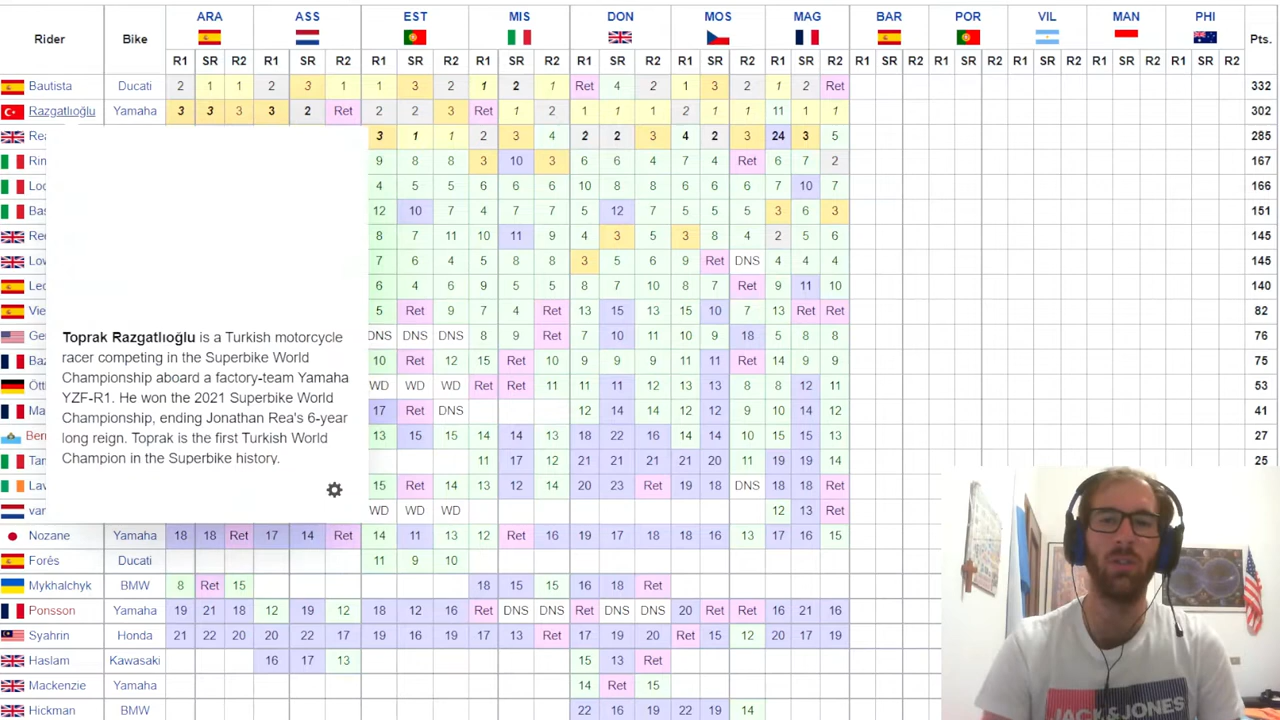 Rider Bike ARA ASS EST MIS DON MOS MAG BAR POR VIL MAN PHI Pts.
R1 SR R2 R1 SR R2 R1 SR R2 R1 SR R2 R1 SR R2 R1 SR R2 R1 SR R2 R1 SR R2 R1 SR R2 R1 SR R2 R1 SR R2 R1 SR R2
Bautista Ducati 2 1 1 2 3 1 1 3 2 1 2 1 Ret 4 2 1 3 2 1 2 Ret 332
Razgatlıoğlu Yamaha 3 3 3 3 2 Ret 2 2 3 Ret 1 2 1 1 1 2 1 1 11 1 1 302
Rea 3 1 1 2 3 4 2 2 3 4 2 3 24 3 5 285
Rin 9 8 8 3 10 3 6 6 4 7 4 Ret 6 7 2 167
Loc 4 5 5 6 6 6 10 8 8 6 6 6 7 10 7 166
Bas 12 10 7 4 7 7 5 12 7 5 5 5 3 6 3 151
Red 8 7 11 10 11 9 4 3 5 3 8 4 2 5 6 145
Lov 7 6 6 5 8 8 3 5 6 9 Ret DNS 4 4 4 145
Lec 6 4 6 9 5 5 8 7 10 8 7 Ret 9 11 10 140
Vie 5 Ret 9 7 4 Ret 13 15 13 15 10 7 13 Ret Ret 82
Ge DNS DNS DNS 8 9 Ret 7 10 11 10 12 18 5 8 8 76
Baz 10 Ret 12 15 Ret 10 9 9 9 11 11 Ret 14 9 9 75
Ött WD WD WD Ret Ret 11 11 11 12 13 13 8 8 12 11 53
Ma 17 Ret DNS 12 14 14 12 12 9 10 14 12 41
Ber 13 15 15 14 14 13 18 22 16 14 14 10 15 15 13 27
Tar 11 17 12 21 21 21 21 20 11 19 19 14 25
Lav 15 Ret 14 13 12 14 20 23 Ret 19 18 DNS 18 18 Ret
van WD WD WD 12 13 Ret
Nozane Yamaha 18 18 Ret 17 14 Ret 14 11 13 12 Ret 16 19 17 17 18 16 13 17 16 15
Forés Ducati 11 9 10
Mykhalchyk BMW 8 Ret 15 18 15 15 16 18 Ret
Ponsson Yamaha 19 21 18 12 19 12 18 12 16 Ret DNS DNS Ret DNS DNS 20 Ret Ret 16 21 16
Syahrin Honda 21 22 20 20 22 17 19 16 19 17 13 Ret 17 19 20 Ret 15 12 20 17 19
Haslam Kawasaki 16 17 13 15 13 Ret
Mackenzie Yamaha 14 Ret 15
Hickman BMW 22 16 19 22 19 14
Toprak Razgatlıoğlu is a Turkish motorcycle
racer competing in the Superbike World
Championship aboard a factory-team Yamaha
YZF-R1. He won the 2021 Superbike World
Championship, ending Jonathan Rea's 6-year
long reign. Toprak is the first Turkish World
Champion in the Superbike history.
JACK&JONES